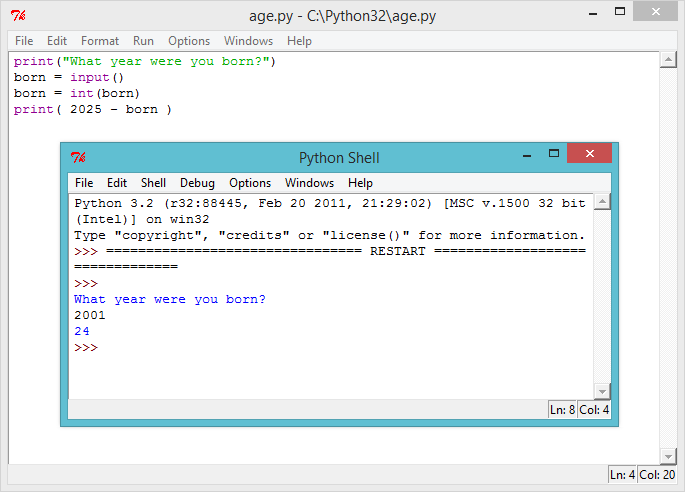 age.py - C:\Python32\age.py
File Edit Format Run Options Windows Help
print("What year were you born?")
born = input()
born = int(born)
print( 2025 - born )
Python Shell
File Edit Shell Debug Options Windows Help
Python 3.2 (r32:88445, Feb 20 2011, 21:29:02) [MSC v.1500 32 bit
(Intel)] on win32
Type "copyright", "credits" or "license()" for more information.
>>> ================================ RESTART ===================
=============
>>>
What year were you born?
2001
24
>>>
Ln: 8 Col: 4
Ln: 4 Col: 20